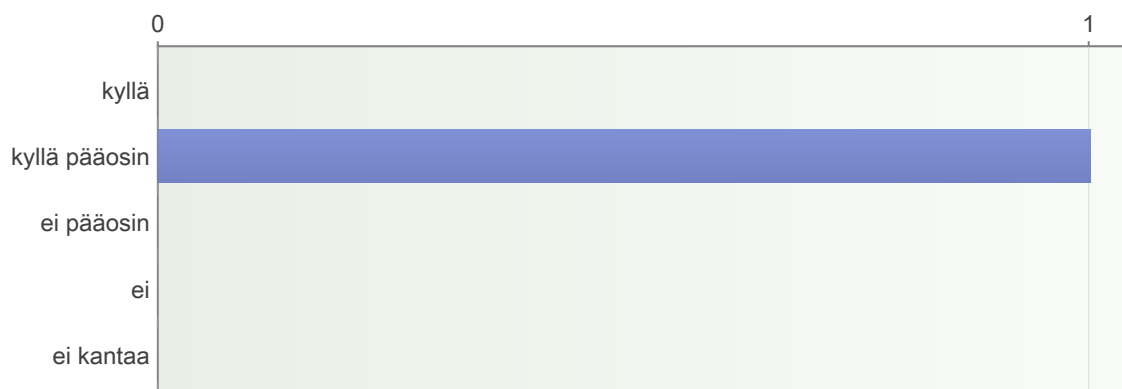 0 1
kyllä
kyllä pääosin
ei pääosin
ei
ei kantaa